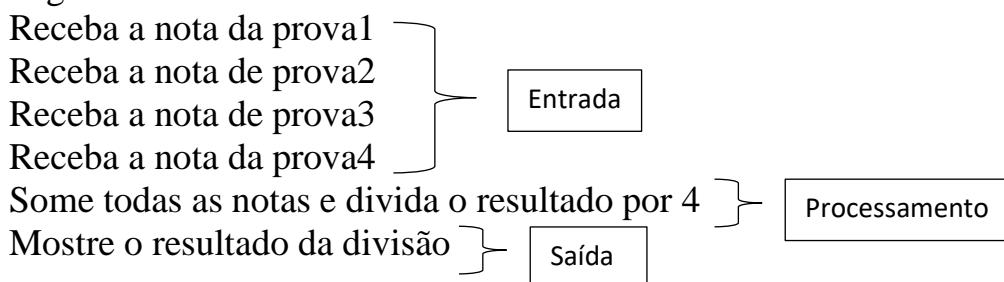 Receba a nota da prova1
Receba a nota de prova2
Entrada
Receba a nota da prova3
Receba a nota da prova4
Some todas as notas e divida o resultado por 4
Processamento
Mostre o resultado da divisão
Saída